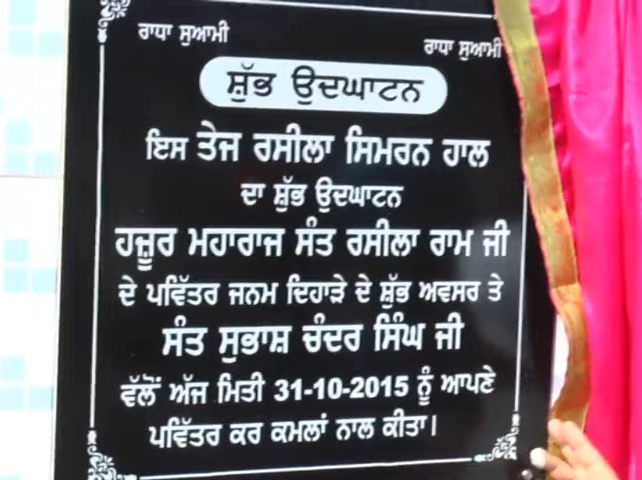 ਰਾਧਾ ਸੁਆਮੀ ਰਾਧਾ ਸੁਆਮੀ
ਸ਼ੁੱਭ ਉਦਘਾਟਨ
ਇਸ ਤੇਜ ਰਸੀਲਾ ਸਿਮਰਨ ਹਾਲ
ਦਾ ਸ਼ੁੱਭ ਉਦਘਾਟਨ
ਹਜ਼ੂਰ ਮਹਾਰਾਜ ਸੰਤ ਰਸੀਲਾ ਰਾਮ ਜੀ
ਦੇ ਪਵਿੱਤਰ ਜਨਮ ਦਿਹਾੜੇ ਦੇ ਸ਼ੁੱਭ ਅਵਸਰ ਤੇ
ਸੰਤ ਸੁਭਾਸ਼ ਚੰਦਰ ਸਿੰਘ ਜੀ
ਵੱਲੋਂ ਅੱਜ ਮਿਤੀ 31-10-2015 ਨੂੰ ਆਪਣੇ
ਪਵਿੱਤਰ ਕਰ ਕਮਲਾਂ ਨਾਲ ਕੀਤਾ।